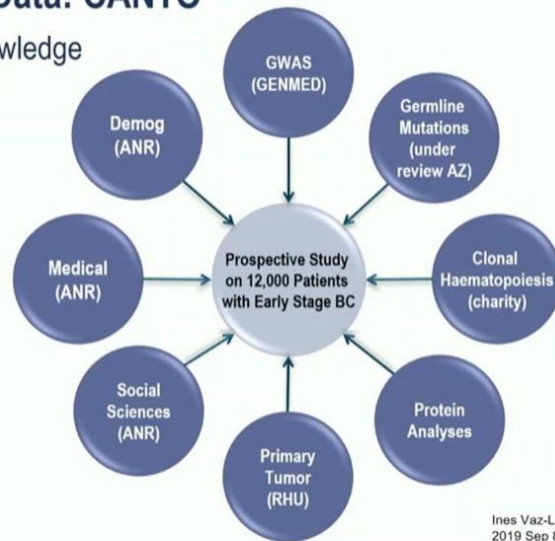 Data: CANTO
wledge
GWAS
(GENMED)
Germline
Mutations
(under
review AZ)
Clonal
Haematopoiesis
(charity)
Protein
Analyses
Primary
Tumor
(RHU)
Social
Sciences
(ANR)
Medical
(ANR)
Demog
(ANR)
Prospective Study
on 12,000 Patients
with Early Stage BC
Ines Vaz-L
2019 Sep